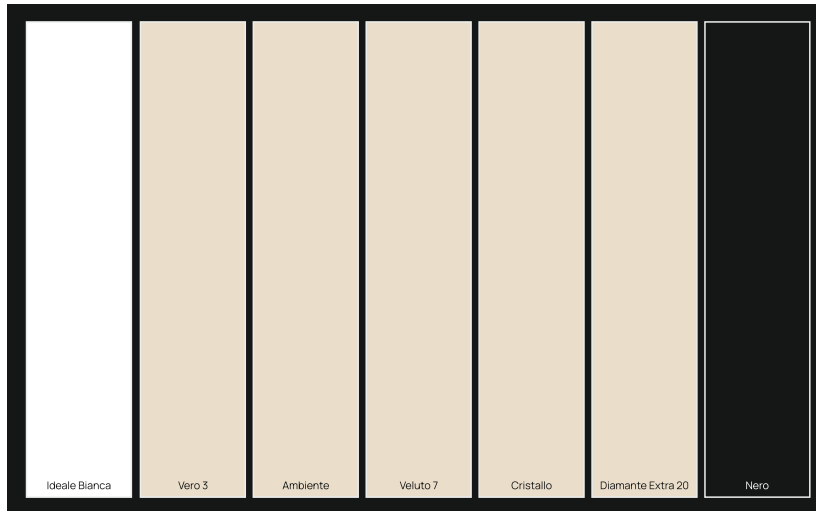 Ideale Bianca
Vero 3
Ambiente
Veluto 7
Cristallo
Diamante Extra 20
Nero